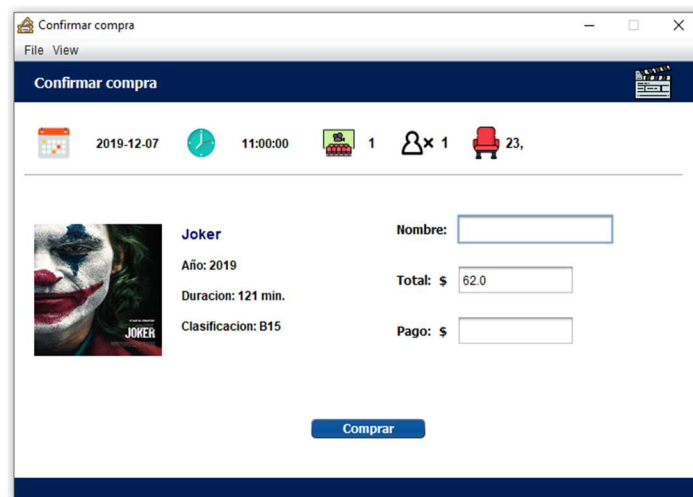 Confirmar compra
File View
Confirmar compra
2019-12-07 11:00:00 1 × 1 23,
Joker
Año: 2019
Duracion: 121 min.
Clasificacion: B15
JOKER
Nombre:
Total: $ 62.0
Pago: $
Comprar